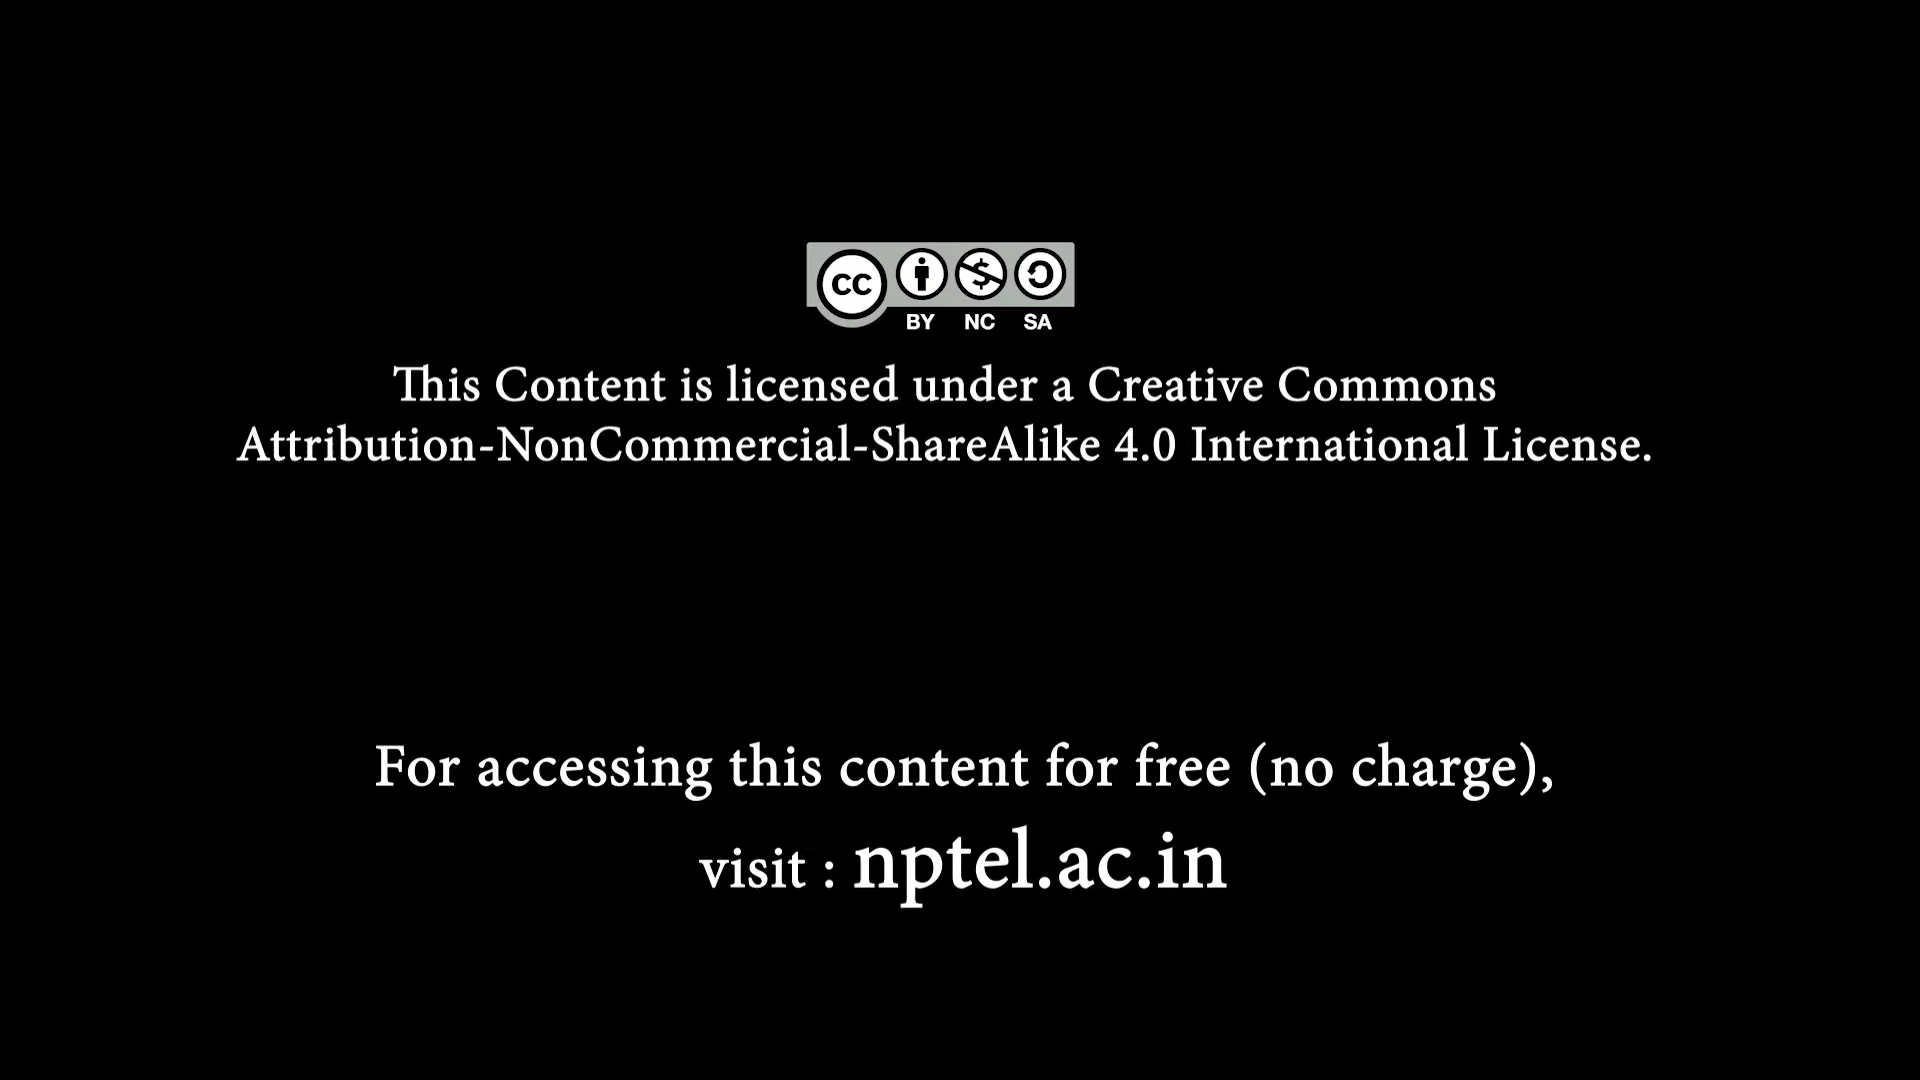 cc
BY NC SA
This Content is licensed under a Creative Commons
Attribution-NonCommercial-ShareAlike 4.0 International License.
For accessing this content for free (no charge),
visit : nptel.ac.in